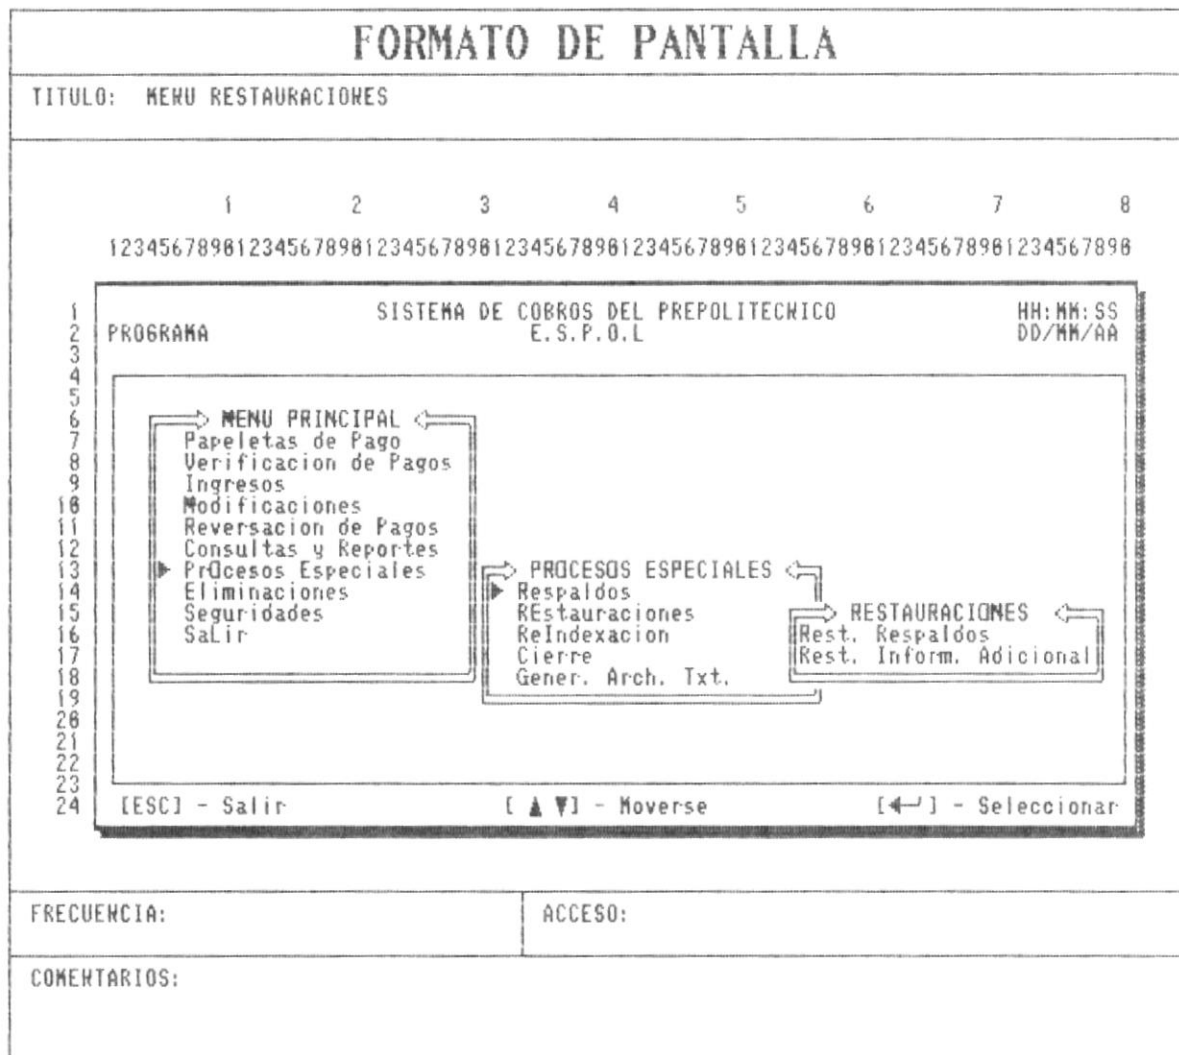 FORMATO DE PANTALLA
TITULO: MENU RESTAURACIONES
1 2 3 4 5 6 7 8
12345678901234567890123456789012345678901234567890123456789012345678901234567890
1 SISTEMA DE COBROS DEL PREPOLITECNICO HH:MM:SS
2 PROGRAMA E.S.P.O.L DD/MM/AA
3
4
5
6 MENU PRINCIPAL
7 Papeletas de Pago
8 Verificacion de Pagos
9 Ingresos
10 Modificaciones
11 Reversacion de Pagos
12 Consultas y Reportes
13 PrOcesos Especiales PROCESOS ESPECIALES
14 Eliminaciones Respaldos
15 Seguridades REstauraciones RESTAURACIONES
16 SaLir ReIndexacion Rest. Respaldos
17 Cierre Rest. Inform. Adicional
18 Gener. Arch. Txt.
19
20
21
22
23
24 [ESC] - Salir [ ▲ ▼] - Moverse [◄┘] - Seleccionar
FRECUENCIA: ACCESO:
COMENTARIOS: